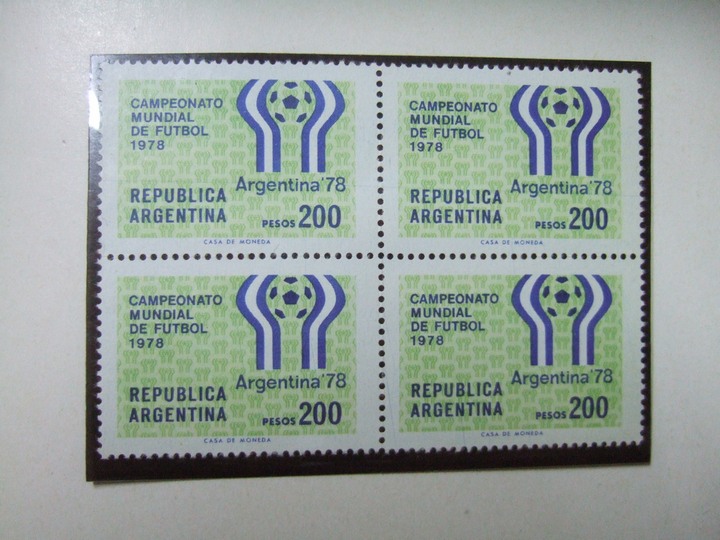 CAMPEONATO
MUNDIAL
DE FUTBOL
1978
Argentina '78
REPUBLICA
ARGENTINA
PESOS 200
CASA DE MONEDA
CAMPEONATO
MUNDIAL
DE FUTBOL
1978
Argentina '78
REPUBLICA
ARGENTINA
PESOS 200
CASA DE MONEDA
CAMPEONATO
MUNDIAL
DE FUTBOL
1978
Argentina '78
REPUBLICA
ARGENTINA
PESOS 200
CASA DE MONEDA
CAMPEONATO
MUNDIAL
DE FUTBOL
1978
Argentina '78
REPUBLICA
ARGENTINA
PESOS 200
CASA DE MONEDA